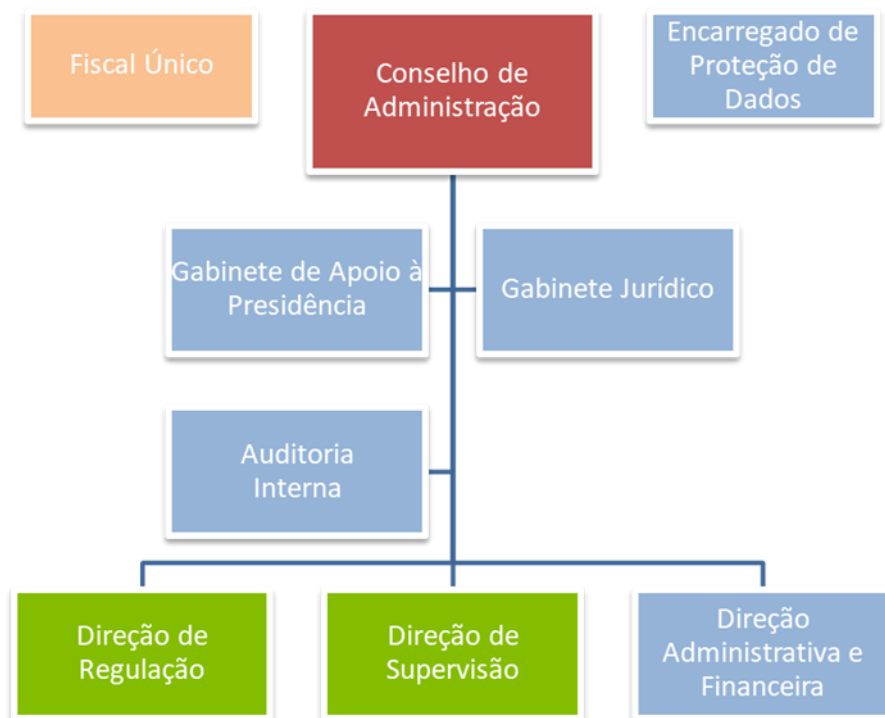 Fiscal Único
Conselho de
Administração
Encarregado de
Proteção de
Dados
Gabinete de Apoio à
Presidência
Gabinete Jurídico
Auditoria
Interna
Direção de
Regulação
Direção de
Supervisão
Direção
Administrativa e
Financeira